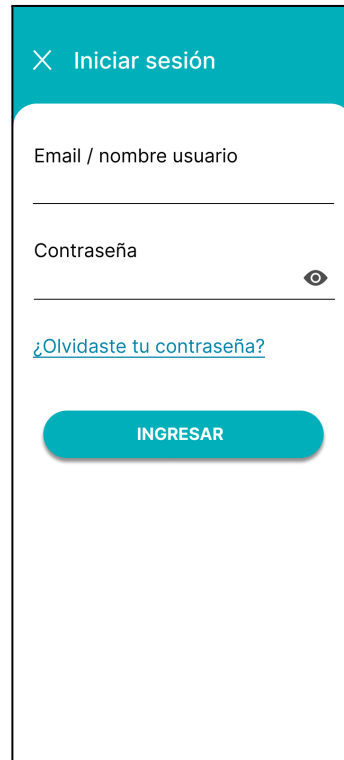 Iniciar sesión
Email / nombre usuario
Contraseña
¿Olvidaste tu contraseña?
INGRESAR